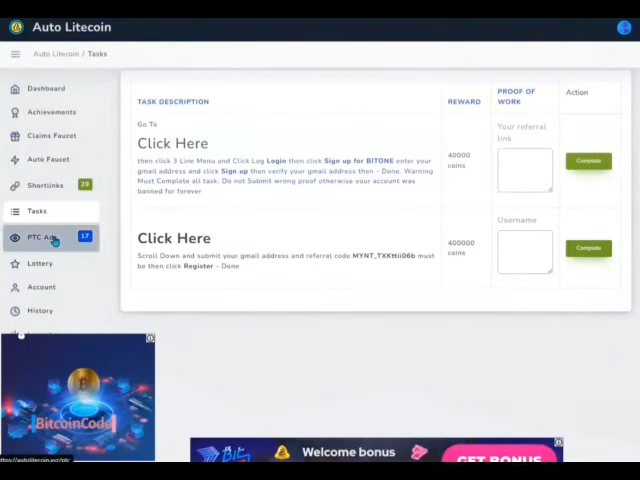 Auto Litecoin
Auto Litecoin / Tasks
Dashboard
Achievements
Claims Faucet
Auto Faucet
Shortlinks 29
Tasks
PTC 17
Lottery
Account
History
TASK DESCRIPTION
REWARD
PROOF OF
WORK
Action
Go To
Click Here
then click 3 Line Menu and Click Log Login then click Sign up for BITONE enter your
gmail address and click Sign up then verify your gmail address then - Done. Warning
Must Complete all task. Do not Submit wrong proof otherwise your account was
banned for forever
40000
coins
Your referral
link
Complete
Click Here
Scroll Down and submit your gmail address and referral code MYNT_TXKttii06b must
be then click Register - Done
400000
coins
Username
Complete
BitcoinCode
Welcome bonus
GET BONUS